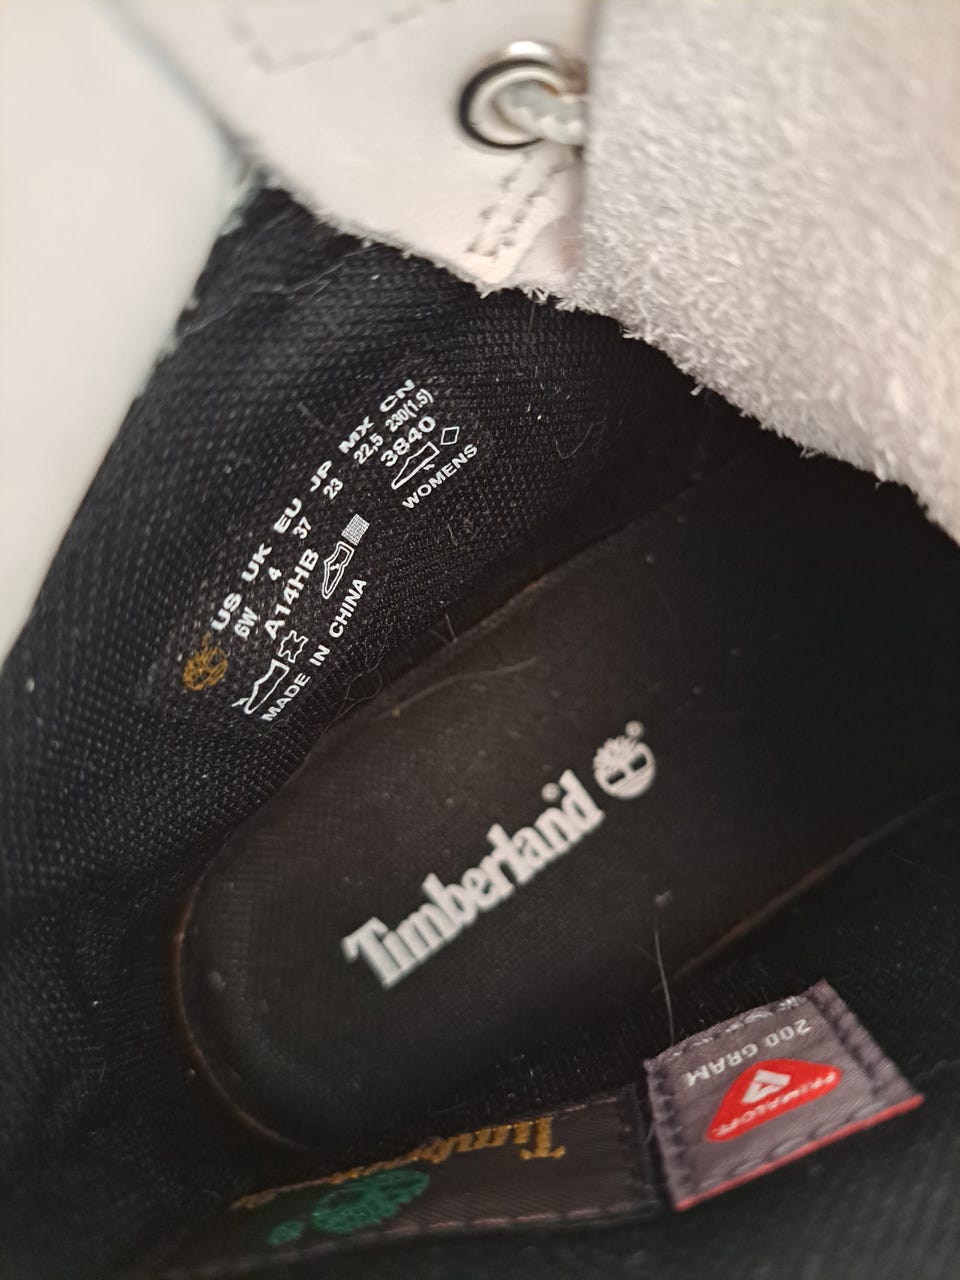 US UK EU JP MX CN
6W 4 37 23 22.5 230(1.5)
A14HB 3840
MADE IN CHINA WOMENS
Timberland
®
200 GRAM
PRIMALOFT
Timberland